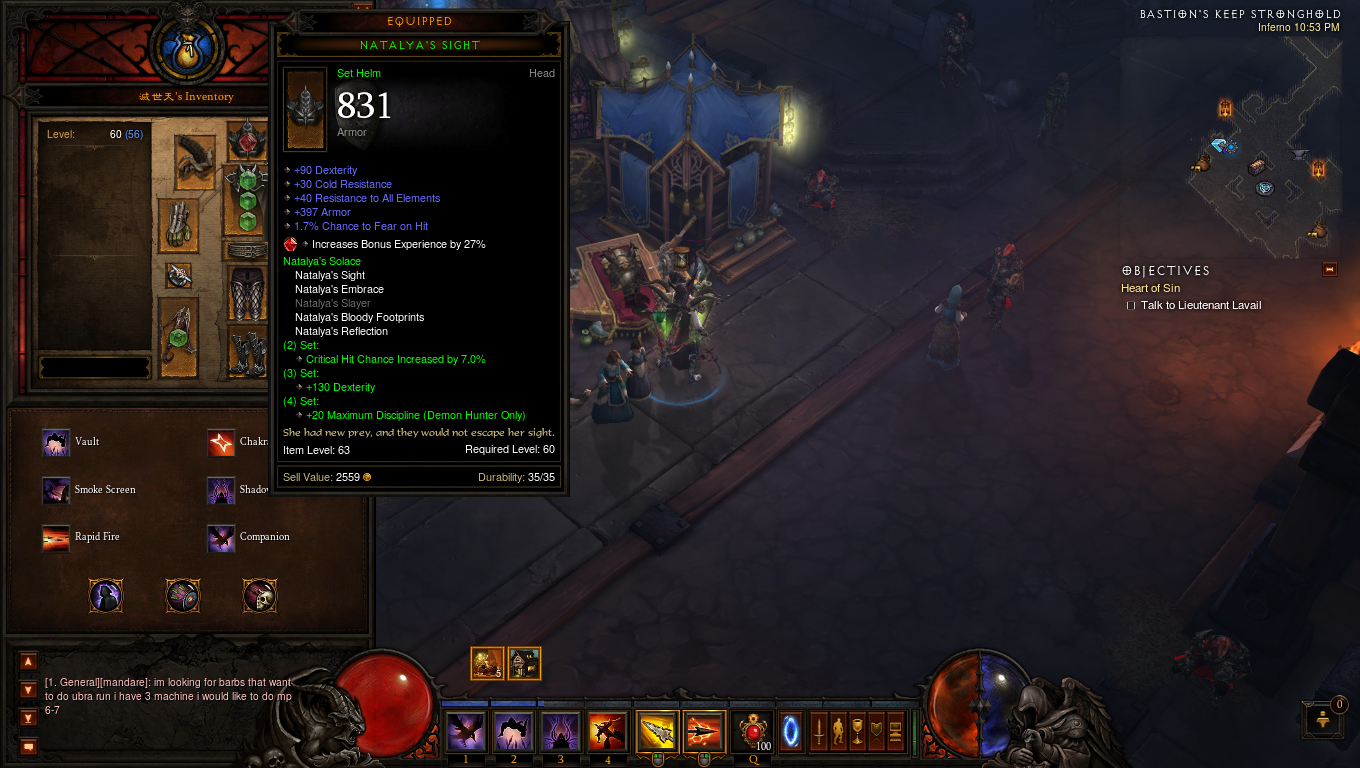 EQUIPPED
NATALYA'S SIGHT
Set Helm
Head
831
Armor
+90 Dexterity
+30 Cold Resistance
+40 Resistance to All Elements
+397 Armor
1.7% Chance to Fear on Hit
Increases Bonus Experience by 27%
Natalya's Solace
Natalya's Sight
Natalya's Embrace
Natalya's Slayer
Natalya's Bloody Footprints
Natalya's Reflection
(2) Set:
Critical Hit Chance Increased by 7.0%
(3) Set:
+130 Dexterity
(4) Set:
+20 Maximum Discipline (Demon Hunter Only)
She had new prey, and they would not escape her sight.
Item Level: 63
Required Level: 60
Sell Value: 2559
Durability: 35/35
灭世天's Inventory
Level: 60 (56)
Vault
Smoke Screen
Rapid Fire
Companion
[1. General][mandare]: im looking for barbs that want
to do ubra run i have 3 machine i would like to do mp
6-7
BASTION'S KEEP STRONGHOLD
Inferno 10:53 PM
OBJECTIVES
Heart of Sin
Talk to Lieutenant Lavail
5
100
1
2
3
4
Q
0